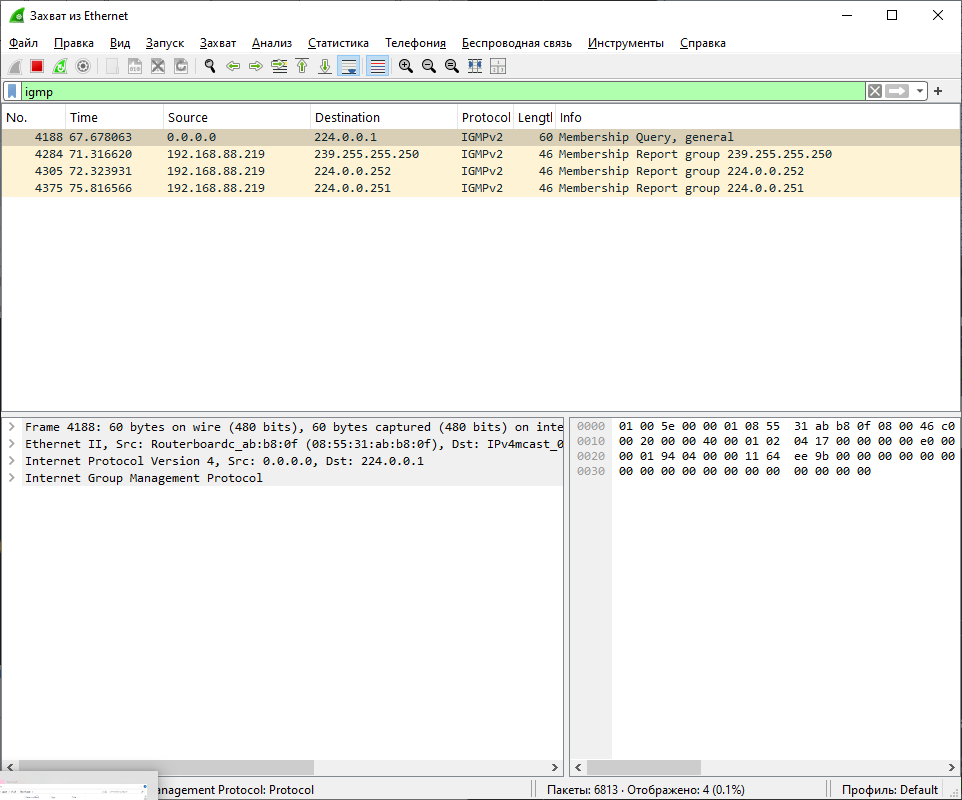 Захват из Ethernet
Файл Правка Вид Запуск Захват Анализ Статистика Телефония Беспроводная связь Инструменты Справка
igmp
No. Time Source Destination Protocol Lengtl Info
4188 67.678063 0.0.0.0 224.0.0.1 IGMPv2 60 Membership Query, general
4284 71.316620 192.168.88.219 239.255.255.250 IGMPv2 46 Membership Report group 239.255.255.250
4305 72.323931 192.168.88.219 224.0.0.252 IGMPv2 46 Membership Report group 224.0.0.252
4375 75.816566 192.168.88.219 224.0.0.251 IGMPv2 46 Membership Report group 224.0.0.251
Frame 4188: 60 bytes on wire (480 bits), 60 bytes captured (480 bits) on inte
Ethernet II, Src: Routerboardc_ab:b8:0f (08:55:31:ab:b8:0f), Dst: IPv4mcast_0
Internet Protocol Version 4, Src: 0.0.0.0, Dst: 224.0.0.1
Internet Group Management Protocol
0000 01 00 5e 00 00 01 08 55 31 ab b8 0f 08 00 46 c0
0010 00 20 00 00 40 00 01 02 04 17 00 00 00 00 e0 00
0020 00 01 94 04 00 00 11 64 ee 9b 00 00 00 00 00 00
0030 00 00 00 00 00 00 00 00 00 00 00 00
anagement Protocol: Protocol
Пакеты: 6813 · Отображено: 4 (0.1%)
Профиль: Default